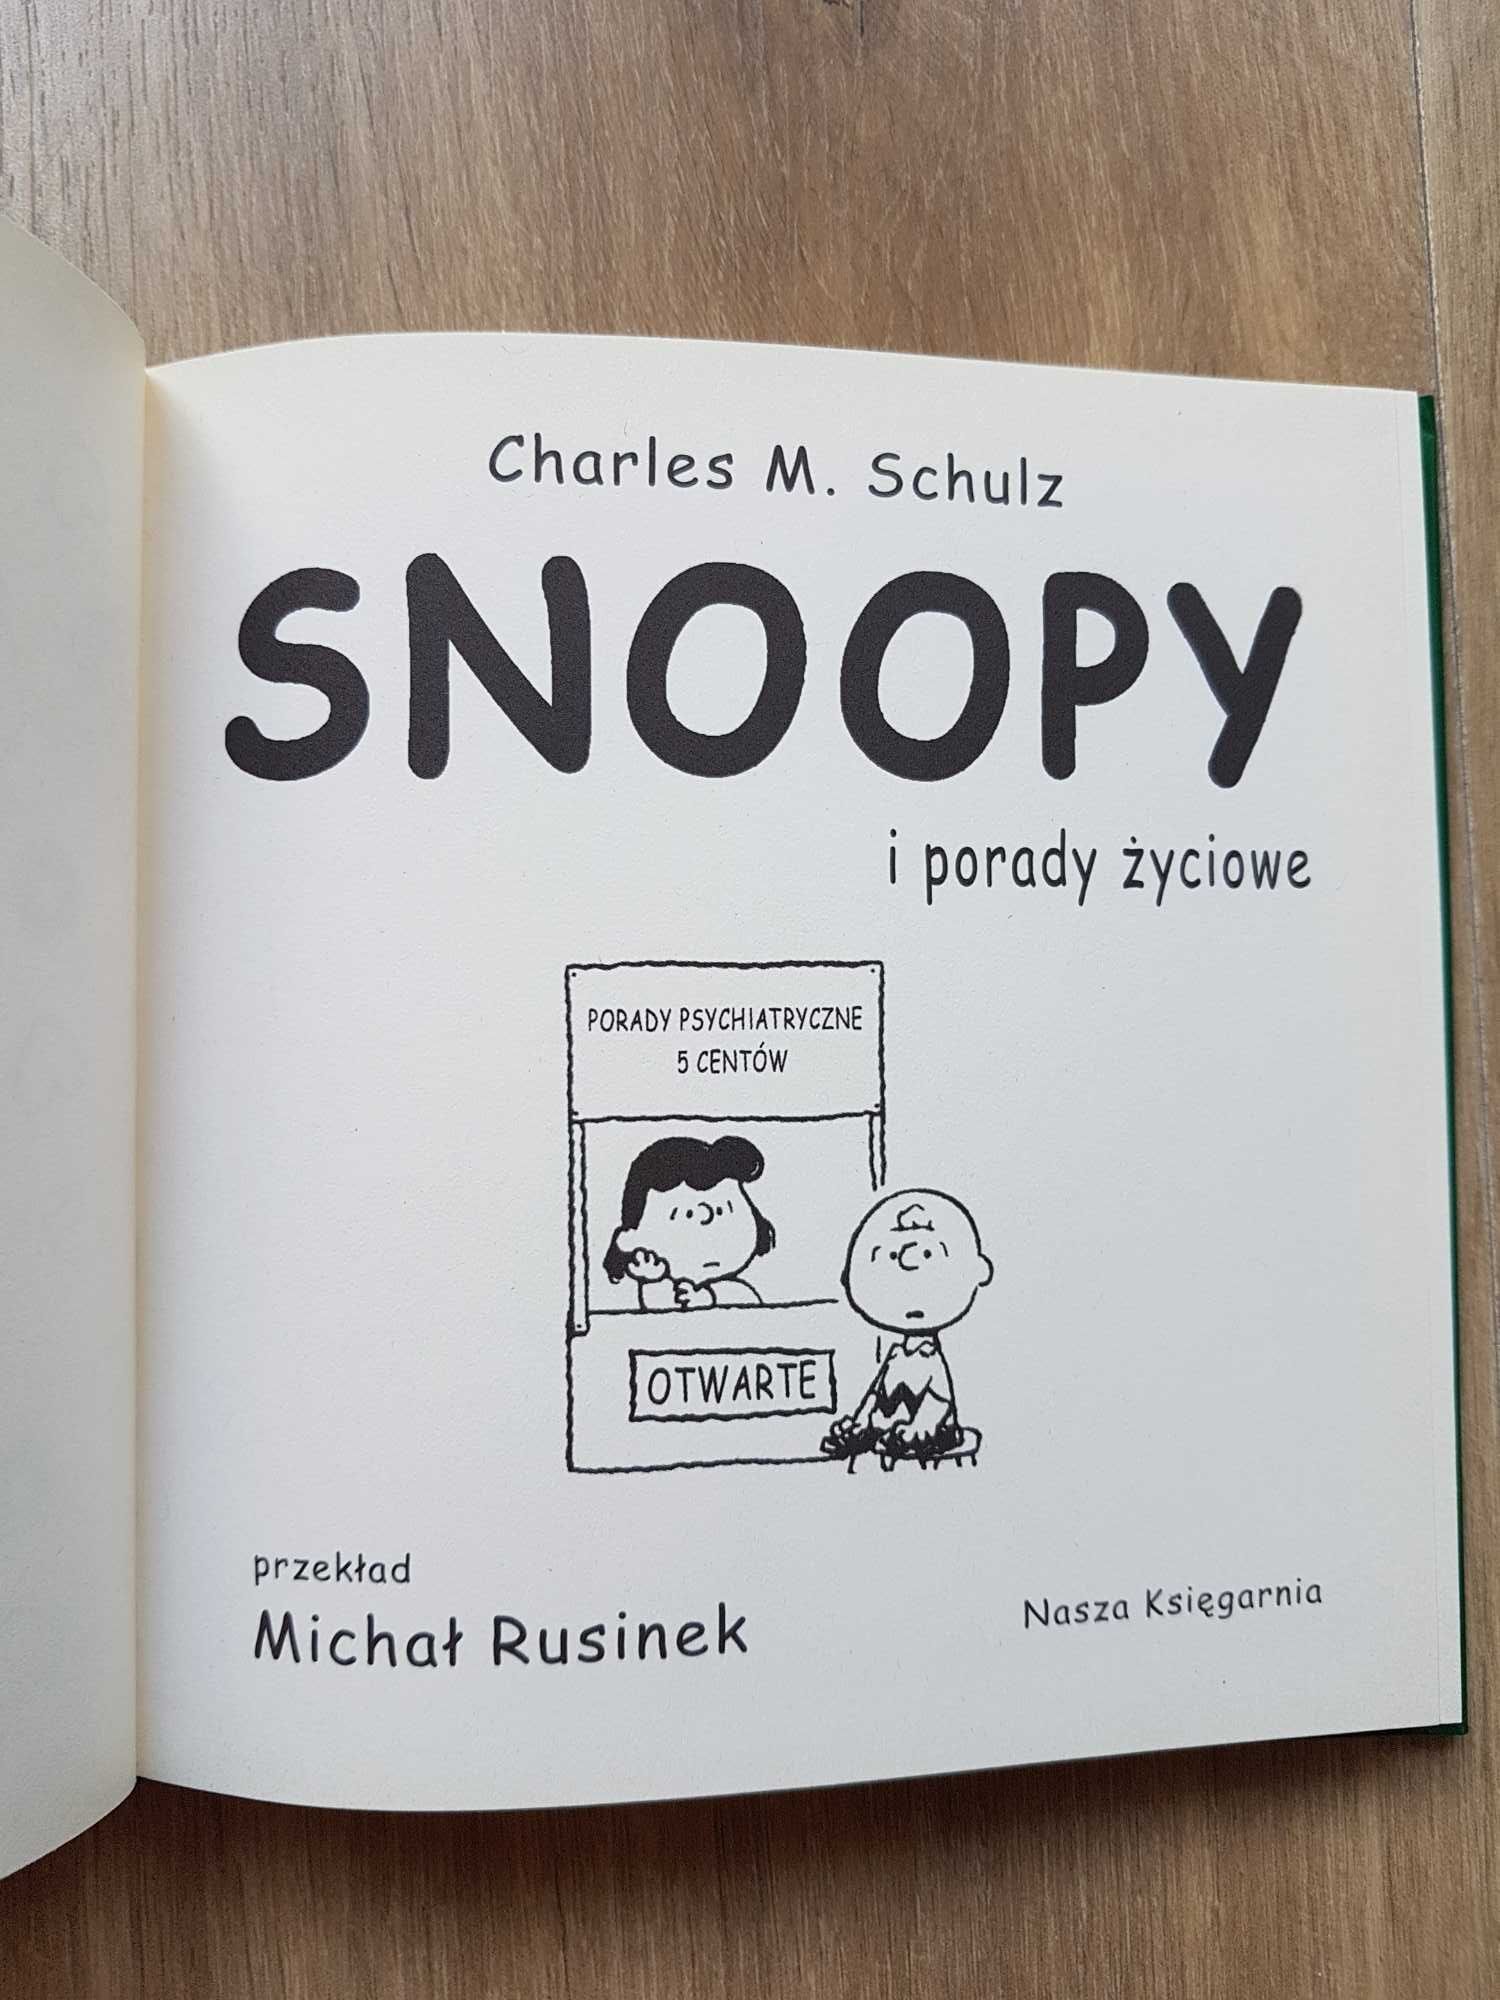 Charles M. Schulz
SNOOPY
i porady życiowe
PORADY PSYCHIATRYCZNE
5 CENTÓW
OTWARTE
przekład
Michał Rusinek
Nasza Księgarnia